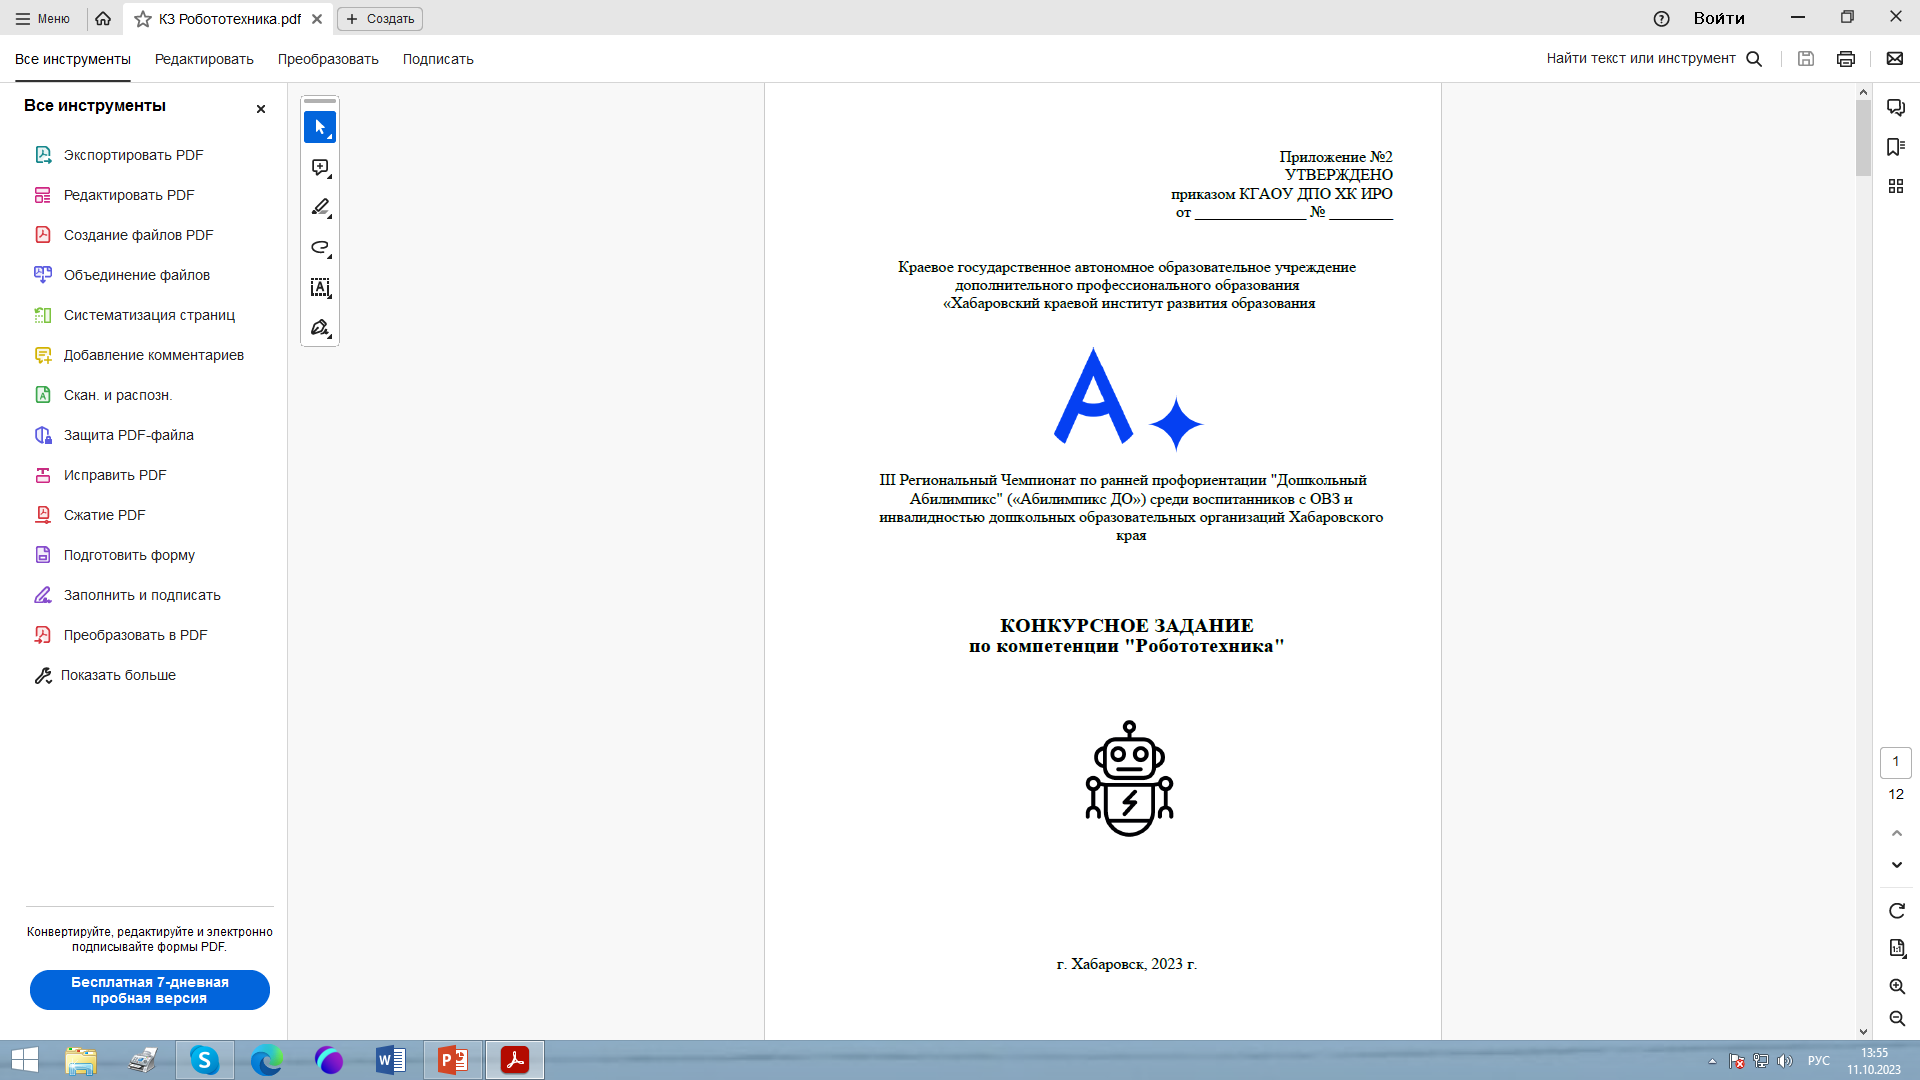 Меню
КЗ Робототехника.pdf
Создать
Войти
Все инструменты
Редактировать
Преобразовать
Подписать
Найти текст или инструмент
Все инструменты
Экспортировать PDF
Редактировать PDF
Создание файлов PDF
Объединение файлов
Систематизация страниц
Добавление комментариев
Скан. и распозн.
Защита PDF-файла
Исправить PDF
Сжатие PDF
Подготовить форму
Заполнить и подписать
Преобразовать в PDF
Показать больше
Конвертируйте, редактируйте и электронно
подписывайте формы PDF.
Бесплатная 7-дневная
пробная версия
Приложение №2
УТВЕРЖДЕНО
приказом КГАОУ ДПО ХК ИРО
от ______________ № ________
Краевое государственное автономное образовательное учреждение
дополнительного профессионального образования
«Хабаровский краевой институт развития образования
III Региональный Чемпионат по ранней профориентации "Дошкольный
Абилимпикс" («Абилимпикс ДО») среди воспитанников с ОВЗ и
инвалидностью дошкольных образовательных организаций Хабаровского
края
КОНКУРСНОЕ ЗАДАНИЕ
по компетенции "Робототехника"
г. Хабаровск, 2023 г.
1
12
РУС
13:55
11.10.2023